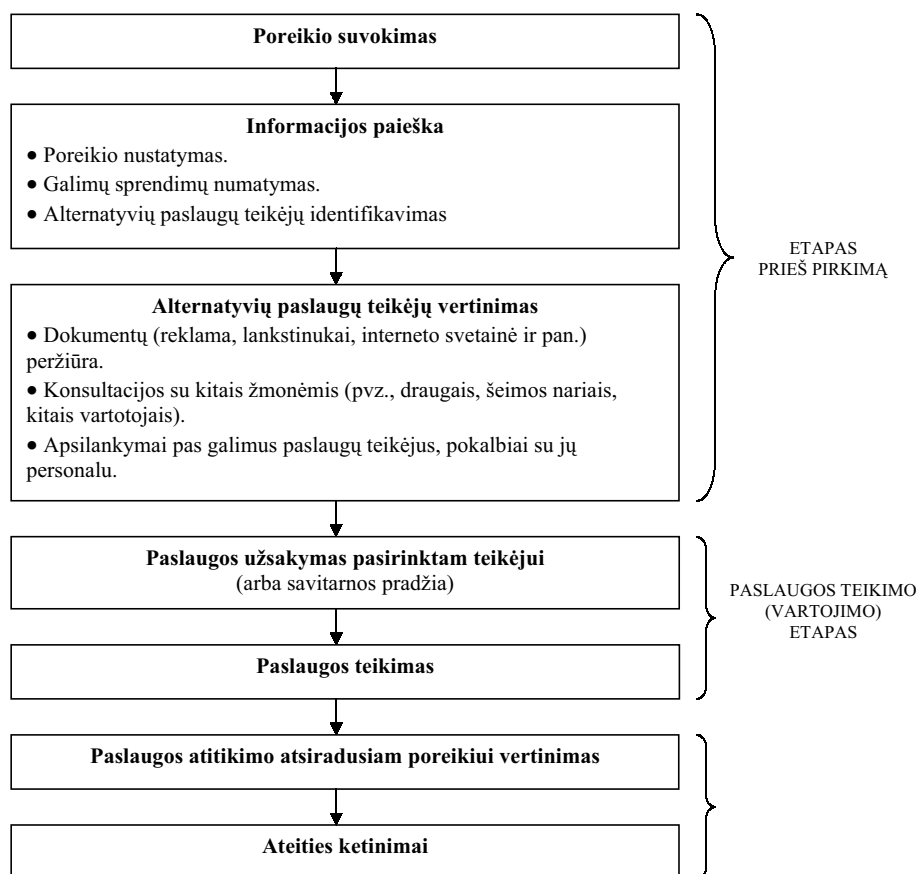 Poreikio suvokimas
Informacijos paieška
• Poreikio nustatymas.
• Galimų sprendimų numatymas.
• Alternatyvių paslaugų teikėjų identifikavimas
Alternatyvių paslaugų teikėjų vertinimas
• Dokumentų (reklama, lankstinukai, interneto svetainė ir pan.)
peržiūra.
• Konsultacijos su kitais žmonėmis (pvz., draugais, šeimos nariais,
kitais vartotojais).
• Apsilankymai pas galimus paslaugų teikėjus, pokalbiai su jų
personalu.
ETAPAS
PRIEŠ PIRKIMĄ
Paslaugos užsakymas pasirinktam teikėjui
(arba savitarnos pradžia)
Paslaugos teikimas
PASLAUGOS TEIKIMO
(VARTOJIMO)
ETAPAS
Paslaugos atitikimo atsiradusiam poreikiui vertinimas
Ateities ketinimai